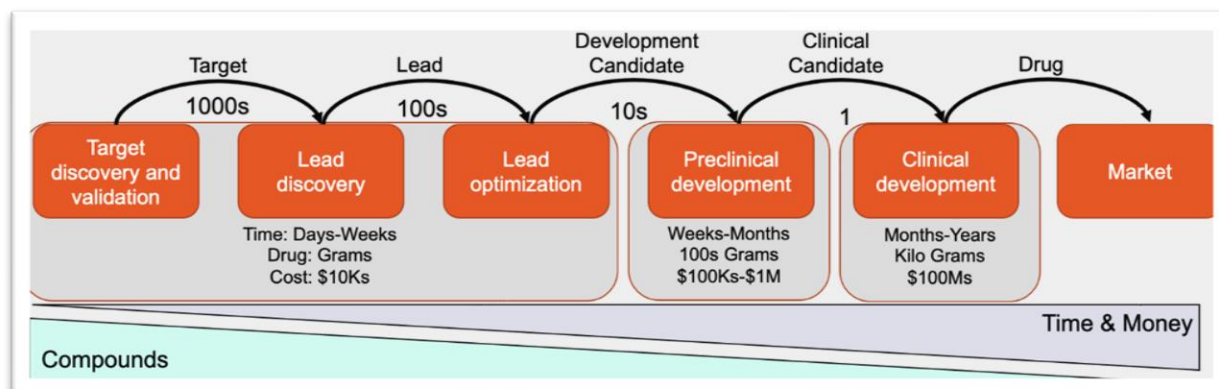 Target
Lead
Development
Candidate
Clinical
Candidate
Drug
1000s
100s
10s
1
Target
discovery and
validation
Lead
discovery
Lead
optimization
Preclinical
development
Clinical
development
Market
Time: Days-Weeks
Drug: Grams
Cost: $10Ks
Weeks-Months
100s Grams
$100Ks-$1M
Months-Years
Kilo Grams
$100Ms
Time & Money
Compounds